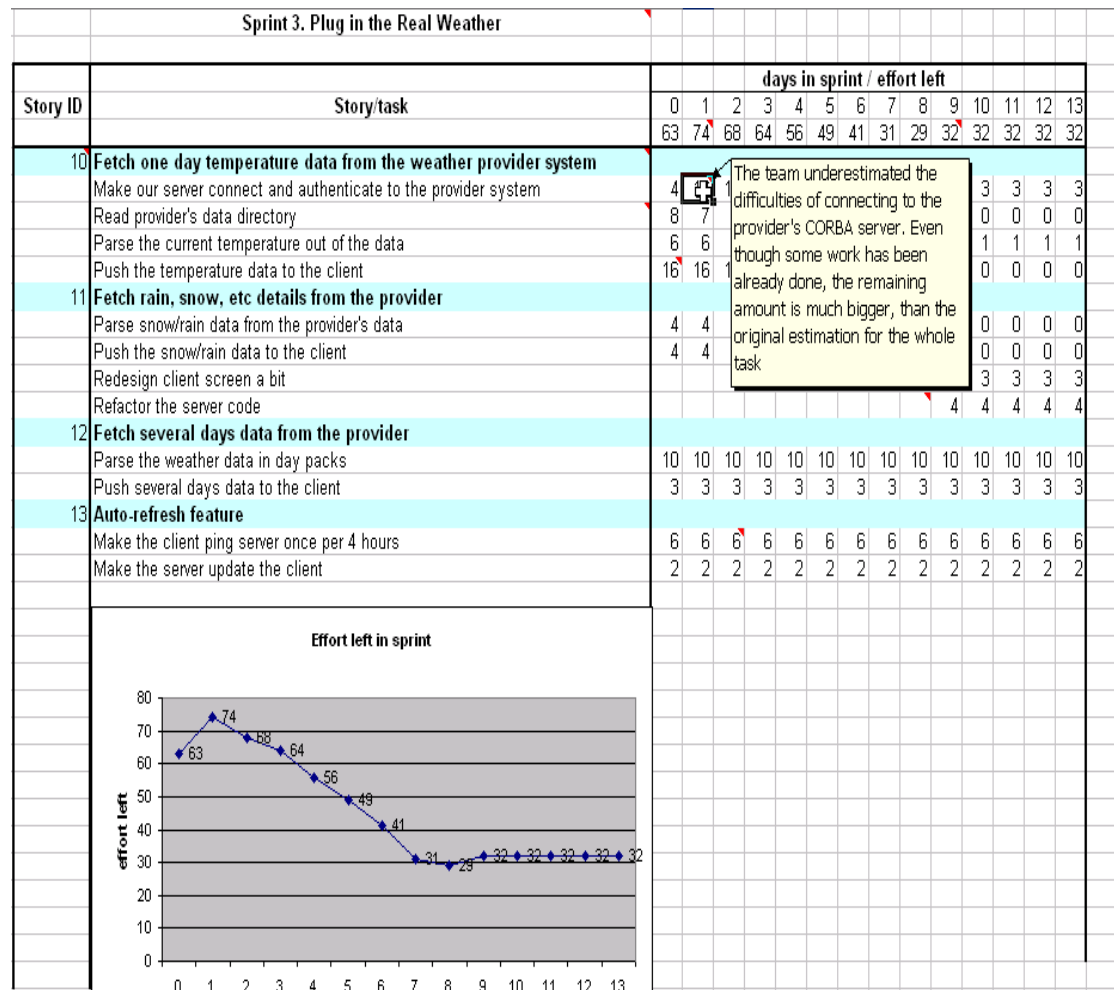 Sprint 3. Plug in the Real Weather
days in sprint / effort left
Story ID Story/task 0 1 2 3 4 5 6 7 8 9 10 11 12 13
63 74 68 64 56 49 41 31 29 32 32 32 32 32
10 Fetch one day temperature data from the weather provider system
Make our server connect and authenticate to the provider system 4 3 3 3 3
Read provider's data directory 8 7 0 0 0 0
Parse the current temperature out of the data 6 6 1 1 1 1
Push the temperature data to the client 16 16 0 0 0 0
The team underestimated the
difficulties of connecting to the
provider's CORBA server. Even
though some work has been
already done, the remaining
amount is much bigger, than the
original estimation for the whole
task
11 Fetch rain, snow, etc details from the provider
Parse snow/rain data from the provider's data 4 4 0 0 0 0
Push the snow/rain data to the client 4 4 0 0 0 0
Redesign client screen a bit 3 3 3 3
Refactor the server code 4 4 4 4 4
12 Fetch several days data from the provider
Parse the weather data in day packs 10 10 10 10 10 10 10 10 10 10 10 10 10 10
Push several days data to the client 3 3 3 3 3 3 3 3 3 3 3 3 3 3
13 Auto-refresh feature
Make the client ping server once per 4 hours 6 6 6 6 6 6 6 6 6 6 6 6 6 6
Make the server update the client 2 2 2 2 2 2 2 2 2 2 2 2 2 2
Effort left in sprint
effort left
80
70
60
50
40
30
20
10
0
63 74 68 64 56 49 41 31 29 32 32 32 32 32
0 1 2 3 4 5 6 7 8 9 10 11 12 13